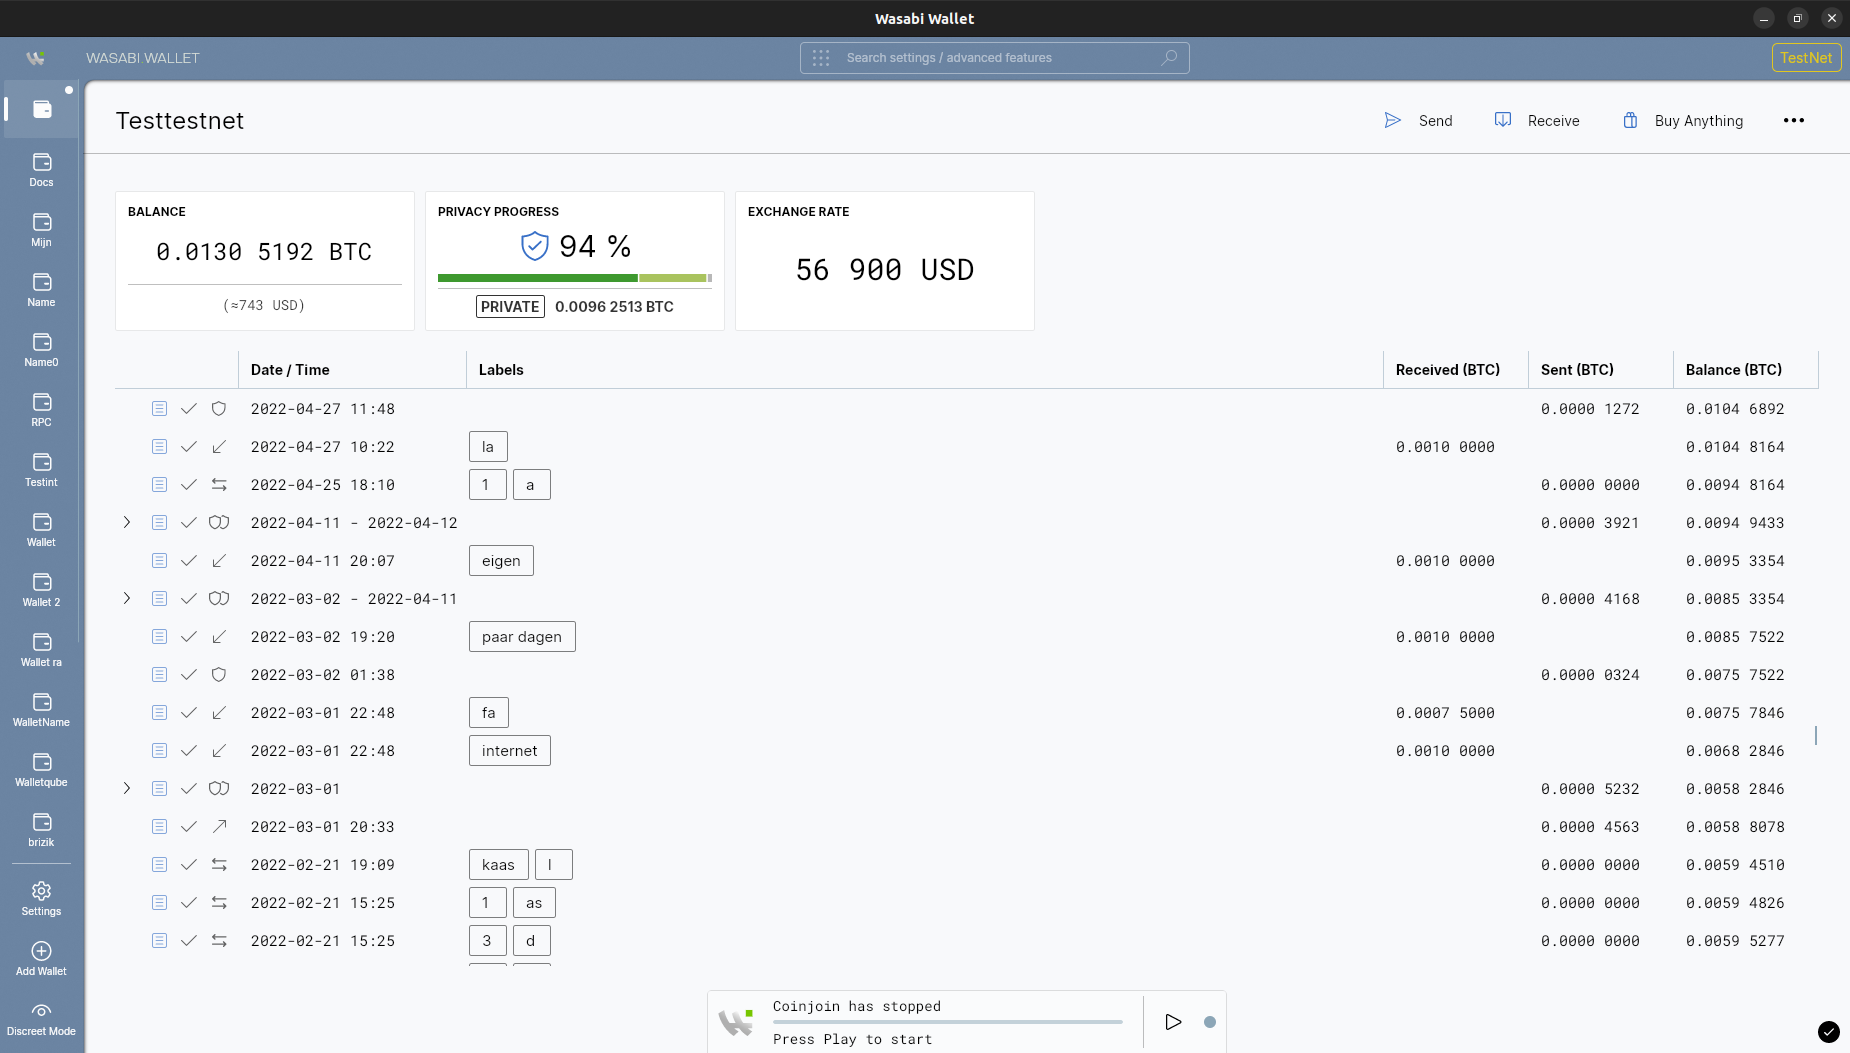 Wasabi Wallet
WASABI WALLET
Search settings / advanced features
TestNet
Testtestnet
Send
Receive
Buy Anything
Docs
Mijn
Name
Name0
RPC
Testint
Wallet
Wallet 2
Wallet ra
WalletName
Walletqube
brizik
Settings
Add Wallet
Discreet Mode
BALANCE
0.0130 5192 BTC
(≈743 USD)
PRIVACY PROGRESS
94 %
PRIVATE 0.0096 2513 BTC
EXCHANGE RATE
56 900 USD
Date / Time Labels Received (BTC) Sent (BTC) Balance (BTC)
2022-04-27 11:48 0.0000 1272 0.0104 6892
2022-04-27 10:22 la 0.0010 0000 0.0104 8164
2022-04-25 18:10 1 a 0.0000 0000 0.0094 8164
2022-04-11 - 2022-04-12 0.0000 3921 0.0094 9433
2022-04-11 20:07 eigen 0.0010 0000 0.0095 3354
2022-03-02 - 2022-04-11 0.0000 4168 0.0085 3354
2022-03-02 19:20 paar dagen 0.0010 0000 0.0085 7522
2022-03-02 01:38 0.0000 0324 0.0075 7522
2022-03-01 22:48 fa 0.0007 5000 0.0075 7846
2022-03-01 22:48 internet 0.0010 0000 0.0068 2846
2022-03-01 0.0000 5232 0.0058 2846
2022-03-01 20:33 0.0000 4563 0.0058 8078
2022-02-21 19:09 kaas l 0.0000 0000 0.0059 4510
2022-02-21 15:25 1 as 0.0000 0000 0.0059 4826
2022-02-21 15:25 3 d 0.0000 0000 0.0059 5277
Coinjoin has stopped
Press Play to start